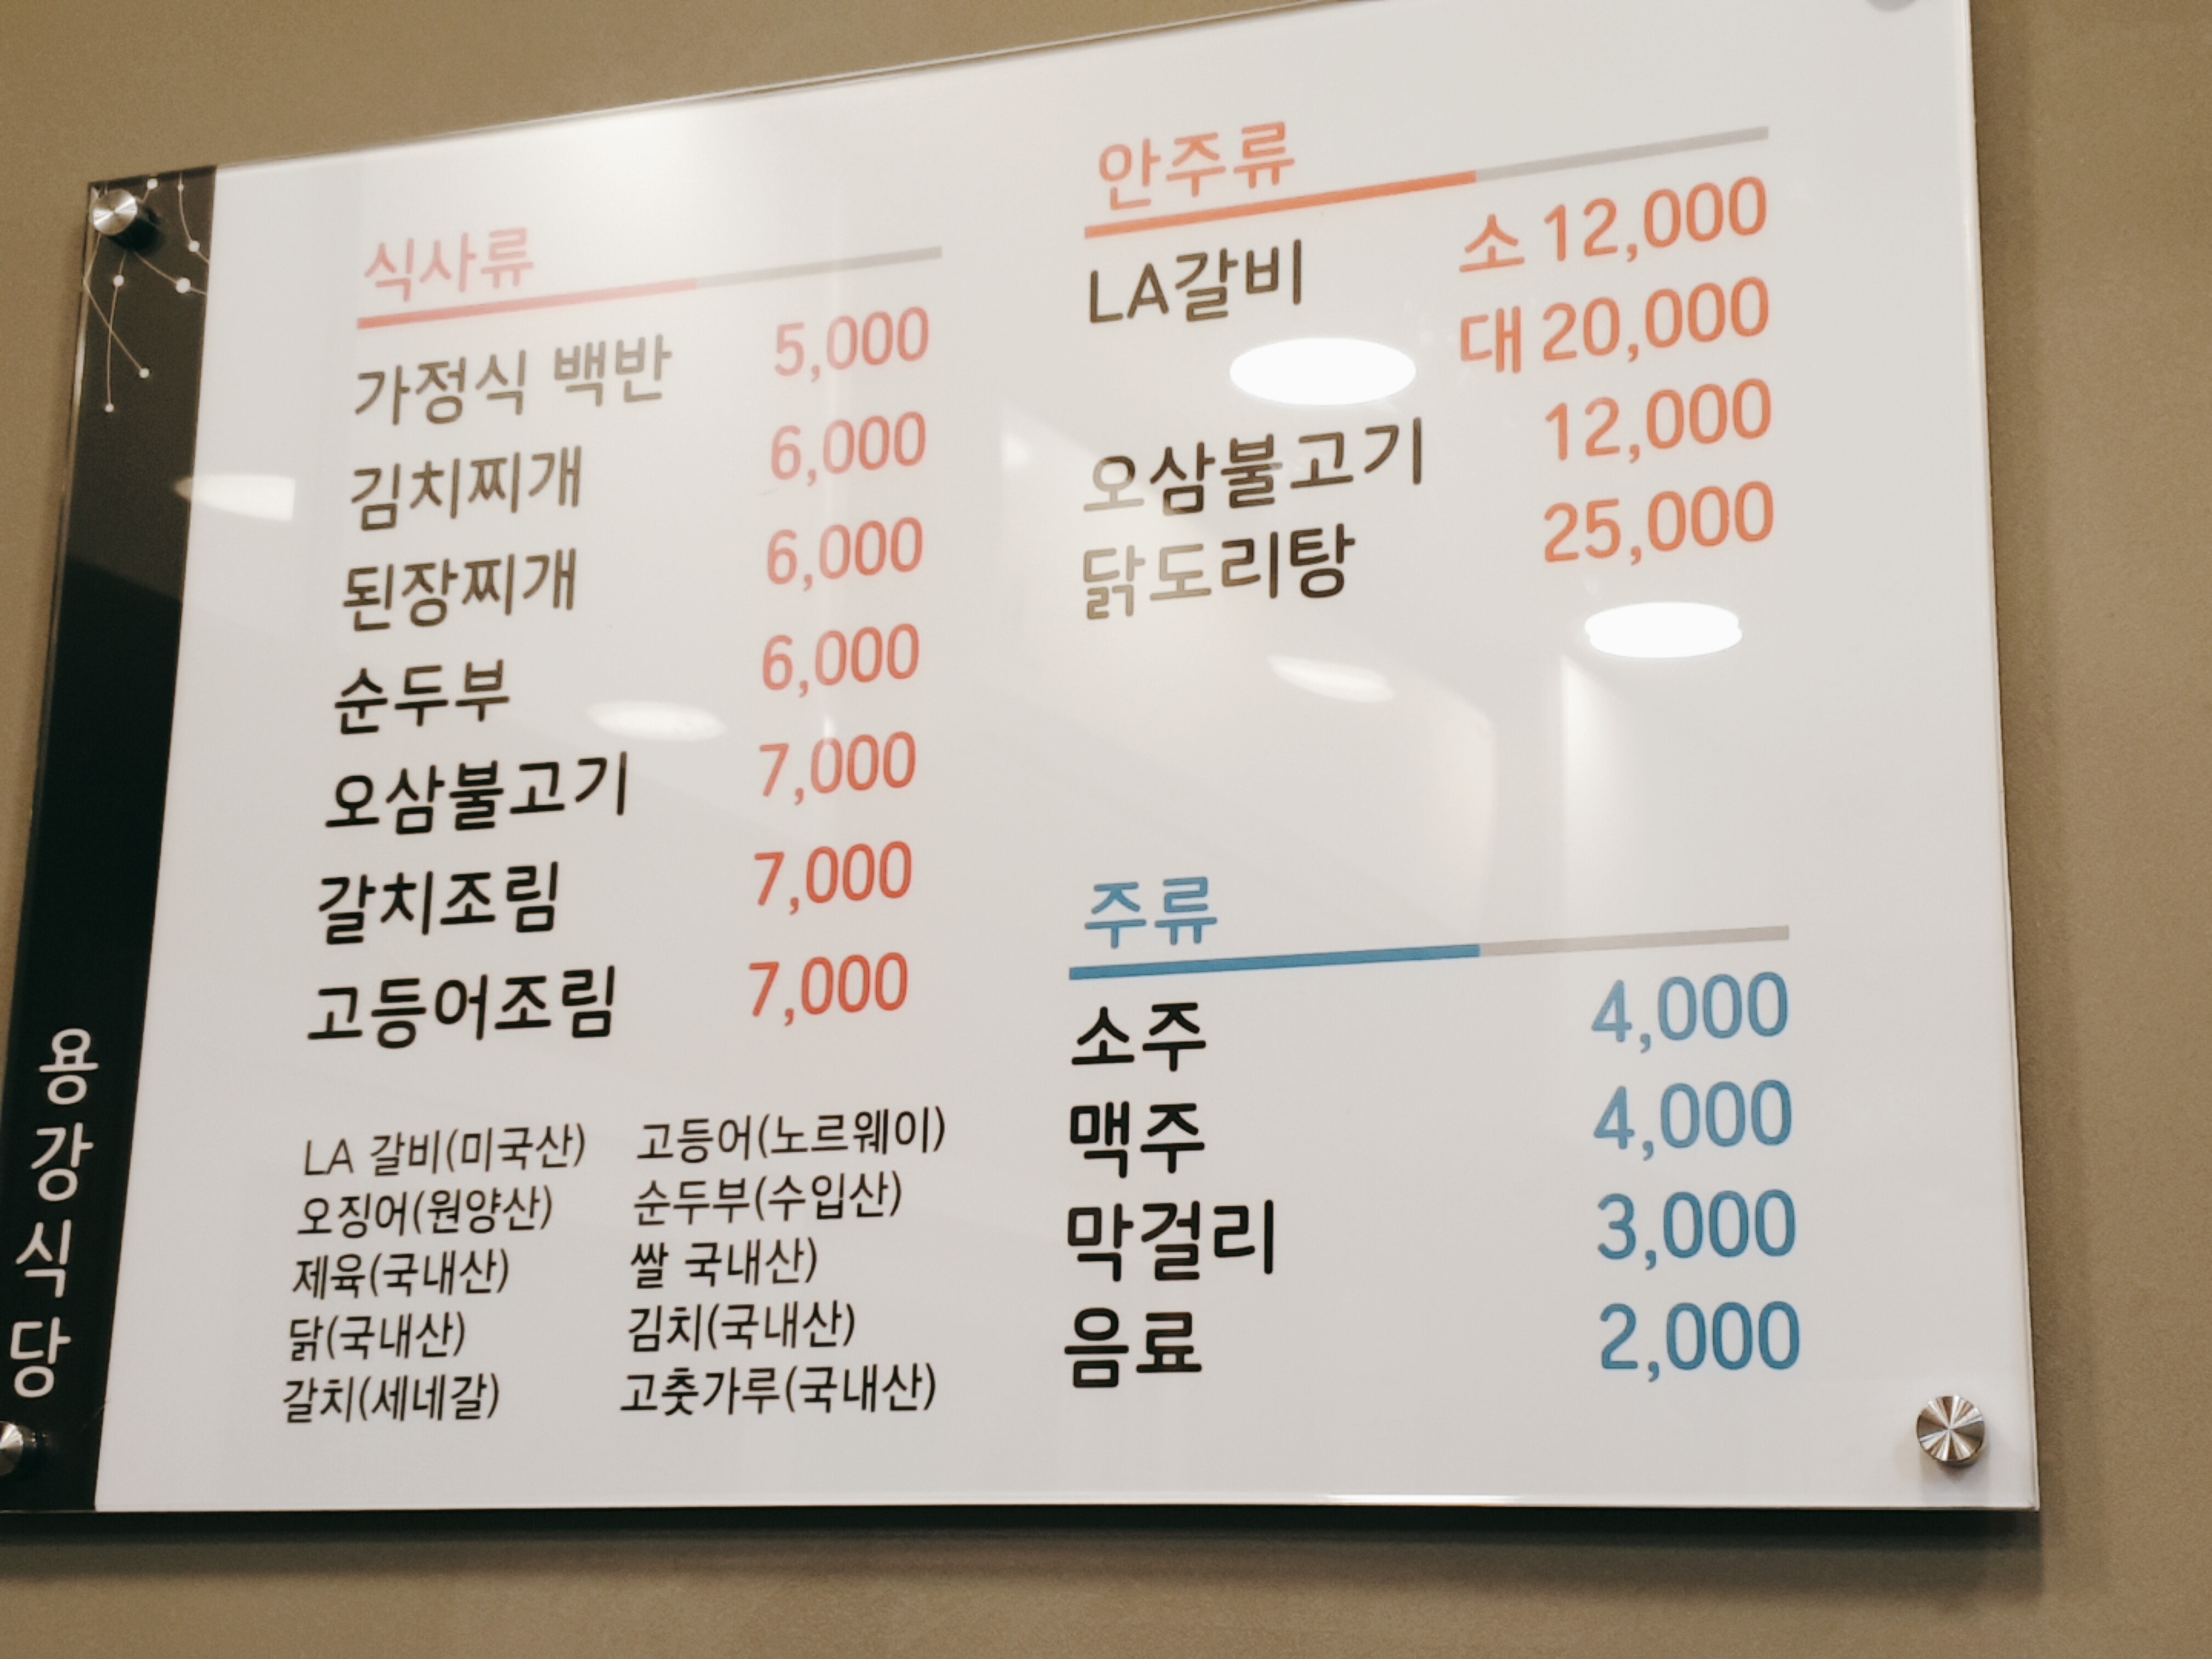 용강식당
식사류
가정식 백반 5,000
김치찌개 6,000
된장찌개 6,000
순두부 6,000
오삼불고기 7,000
갈치조림 7,000
고등어조림 7,000
LA 갈비(미국산) 고등어(노르웨이)
오징어(원양산) 순두부(수입산)
제육(국내산) 쌀 국내산)
닭(국내산) 김치(국내산)
갈치(세네갈) 고춧가루(국내산)
안주류
LA갈비 소 12,000
대 20,000
오삼불고기 12,000
닭도리탕 25,000
주류
소주 4,000
맥주 4,000
막걸리 3,000
음료 2,000